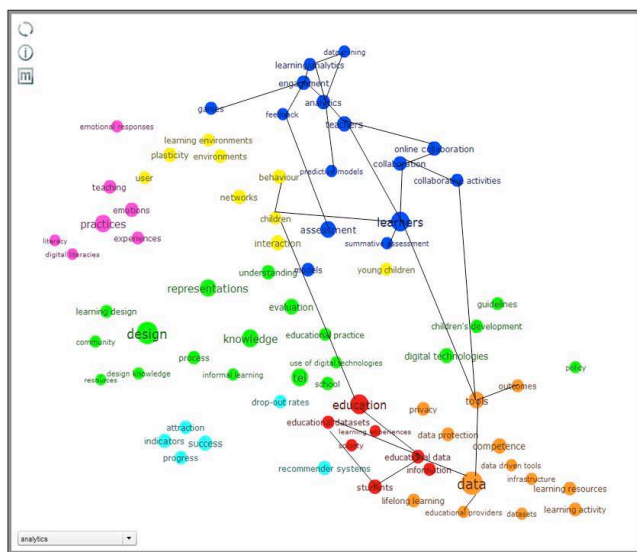 data mining
learning analytics
engagement
analytics
games
feedback
teachers
emotional responses
learning environments
online collaboration
plasticity
environments
collaboration
user
behaviour
predictive models
collaborating activities
teaching
networks
emotions
children
practices
learners
assessment
literacy
experiences
interaction
summative assessment
digital literacies
understanding
models
young children
representations
guidelines
learning design
evaluation
children's development
design
educational practice
community
knowledge
digital technologies
process
use of digital technologies
policy
resources
design knowledge
informal learning
tel
school
outcomes
drop-out rates
education
privacy
tools
educational datasets
attraction
learning experiences
data protection
indicators
success
society
competence
progress
educational data
recommender systems
information
data driven tools
infrastructure
students
data
learning resources
lifelong learning
educational providers
datasets
learning activity
analytics